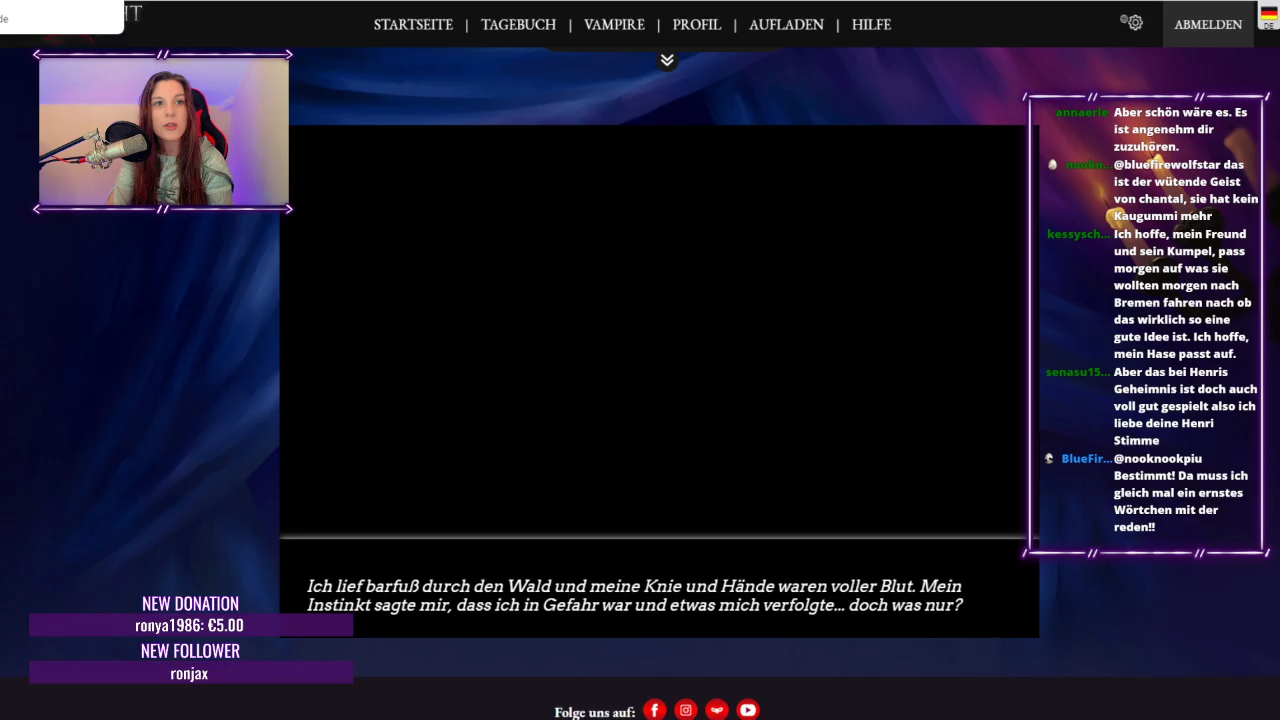 de
IT
STARTSEITE | TAGEBUCH | VAMPIRE | PROFIL | AUFLADEN | HILFE
ABMELDEN
DE
annaerle
Aber schön wäre es. Es
ist angenehm dir
zuzuhören.
nookn...
@bluefirewolfstar das
ist der wütende Geist
von chantal, sie hat kein
Kaugummi mehr
kessysch...
Ich hoffe, mein Freund
und sein Kumpel, pass
morgen auf was sie
wollten morgen nach
Bremen fahren nach ob
das wirklich so eine
gute Idee ist. Ich hoffe,
mein Hase passt auf.
senasu15...
Aber das bei Henris
Geheimnis ist doch auch
voll gut gespielt also ich
liebe deine Henri
Stimme
BlueFir...
@nooknookpiu
Bestimmt! Da muss ich
gleich mal ein ernstes
Wörtchen mit der
reden!!
Ich lief barfuß durch den Wald und meine Knie und Hände waren voller Blut. Mein
Instinkt sagte mir, dass ich in Gefahr war und etwas mich verfolgte... doch was nur?
NEW DONATION
ronya1986: €5.00
NEW FOLLOWER
ronjax
Folge uns auf: